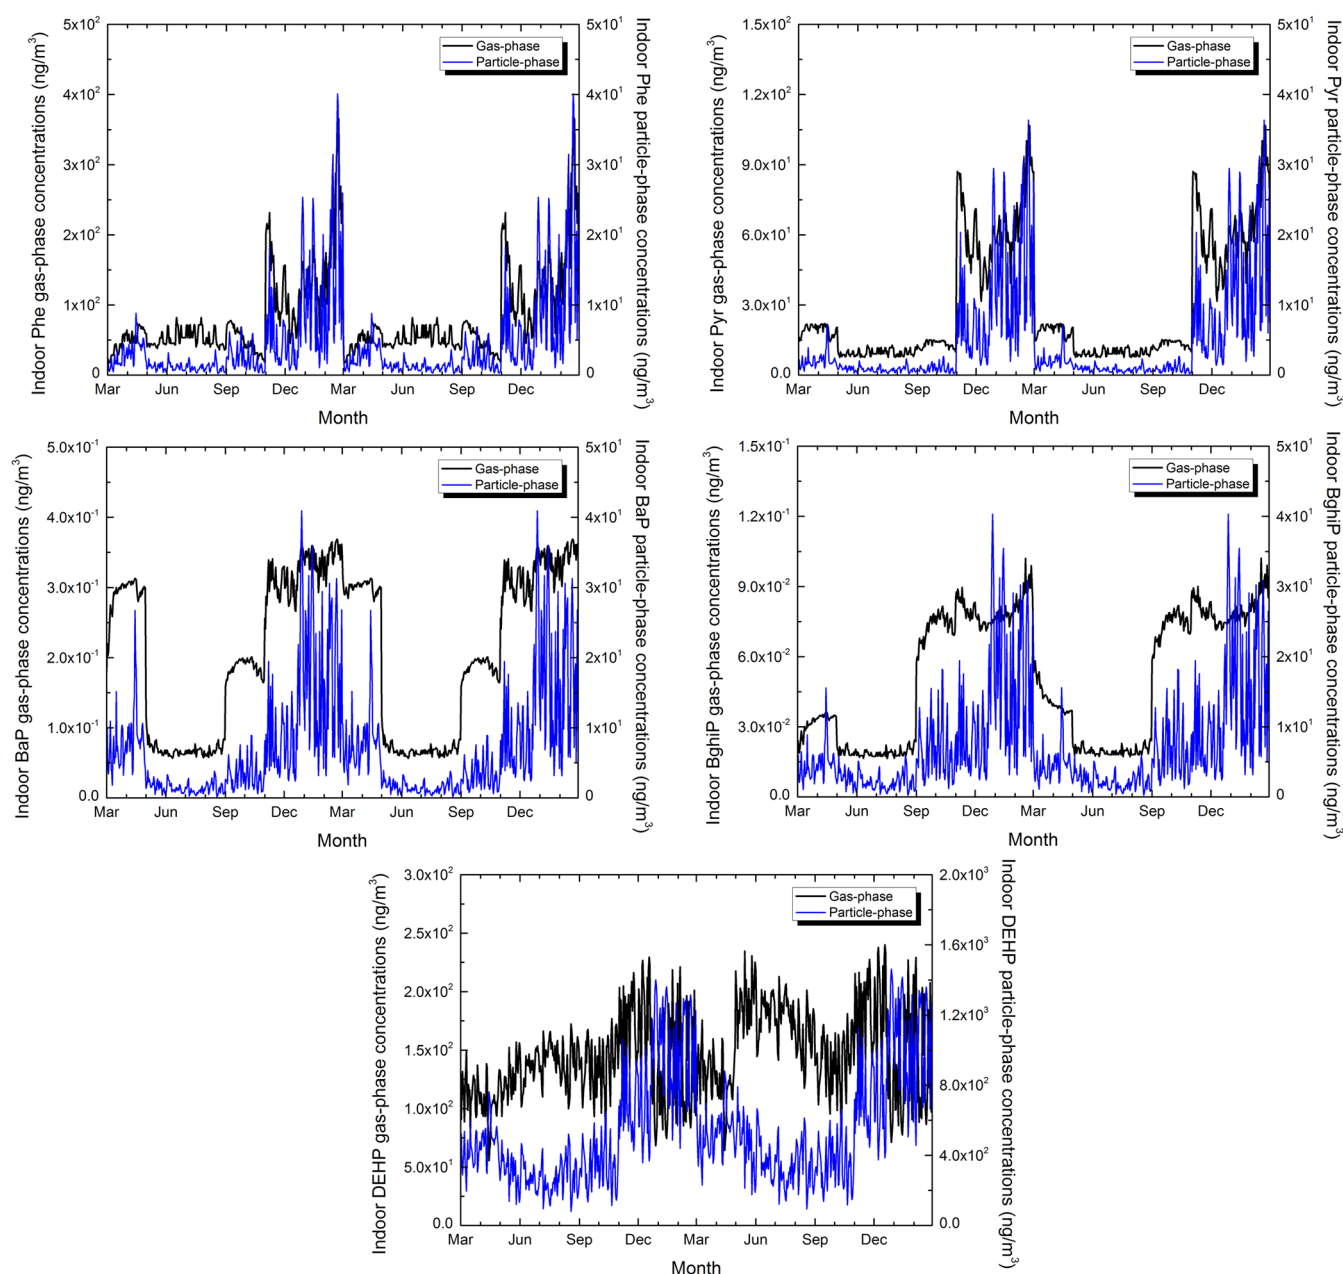 Indoor Phe gas-phase concentrations (ng/m³)
5x10²
4x10²
3x10²
2x10²
1x10²
0
Gas-phase
Particle-phase
5x10¹
4x10¹
3x10¹
2x10¹
1x10¹
0
Indoor Phe particle-phase concentrations (ng/m³)
Mar Jun Sep Dec Mar Jun Sep Dec
Month
Indoor Pyr gas-phase concentrations (ng/m³)
1.5x10²
1.2x10²
9.0x10¹
6.0x10¹
3.0x10¹
0.0
Gas-phase
Particle-phase
5x10¹
4x10¹
3x10¹
2x10¹
1x10¹
0
Indoor Pyr particle-phase concentrations (ng/m³)
Mar Jun Sep Dec Mar Jun Sep Dec
Month
Indoor BaP gas-phase concentrations (ng/m³)
5.0x10⁻¹
4.0x10⁻¹
3.0x10⁻¹
2.0x10⁻¹
1.0x10⁻¹
0.0
Gas-phase
Particle-phase
5x10¹
4x10¹
3x10¹
2x10¹
1x10¹
0
Indoor BaP particle-phase concentrations (ng/m³)
Mar Jun Sep Dec Mar Jun Sep Dec
Month
Indoor BghiP gas-phase concentrations (ng/m³)
1.5x10⁻¹
1.2x10⁻¹
9.0x10⁻²
6.0x10⁻²
3.0x10⁻²
0.0
Gas-phase
Particle-phase
5x10¹
4x10¹
3x10¹
2x10¹
1x10¹
0
Indoor BghiP particle-phase concentrations (ng/m³)
Mar Jun Sep Dec Mar Jun Sep Dec
Month
Indoor DEHP gas-phase concentrations (ng/m³)
3.0x10²
2.5x10²
2.0x10²
1.5x10²
1.0x10²
5.0x10¹
0.0
Gas-phase
Particle-phase
2.0x10³
1.6x10³
1.2x10³
8.0x10²
4.0x10²
0.0
Indoor DEHP particle-phase concentrations (ng/m³)
Mar Jun Sep Dec Mar Jun Sep Dec
Month